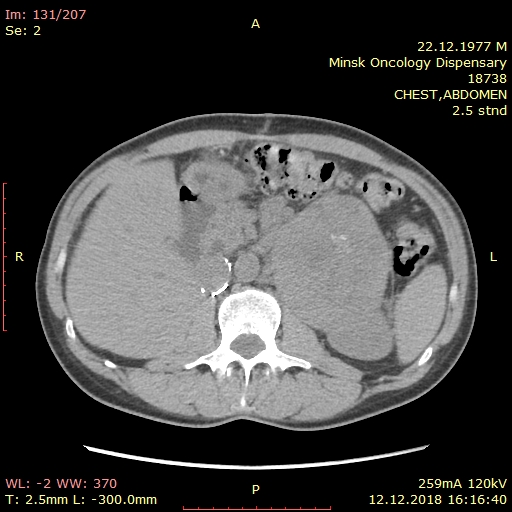 Im: 131/207
Se: 2
A
22.12.1977 M
Minsk Oncology Dispensary
18738
CHEST,ABDOMEN
2.5 stnd
R
L
WL: -2 WW: 370
T: 2.5mm L: -300.0mm
P
259mA 120kV
12.12.2018 16:16:40